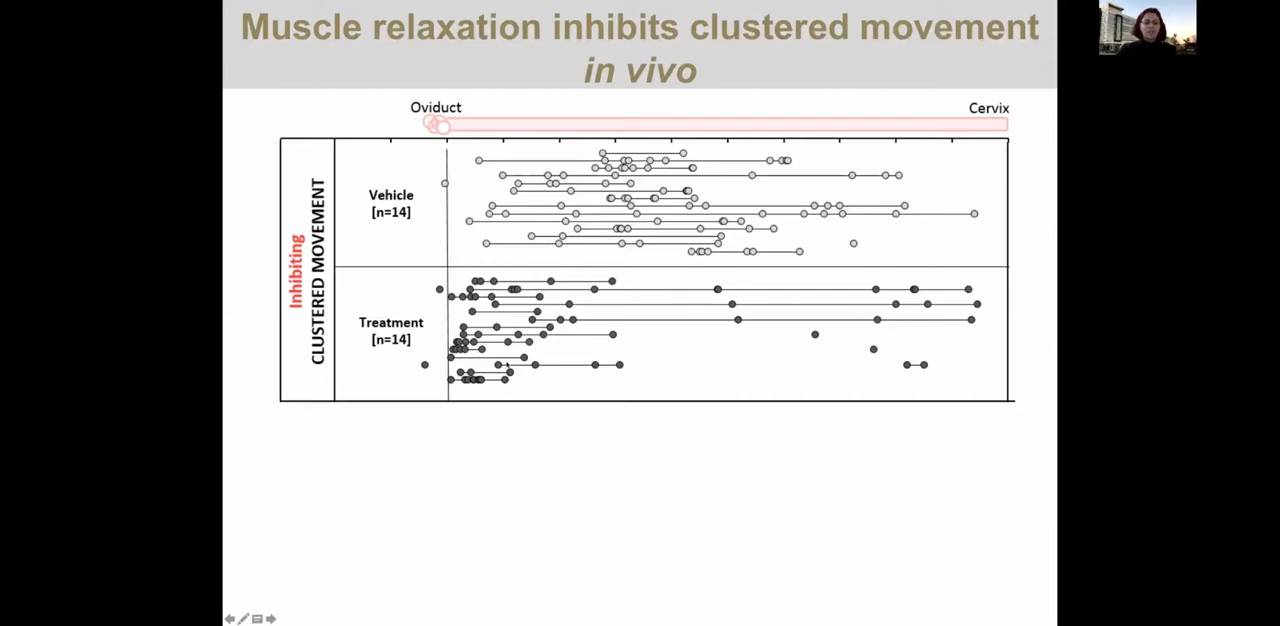 Muscle relaxation inhibits clustered movement
in vivo
Oviduct
Cervix
Inhibiting
CLUSTERED MOVEMENT
Vehicle
[n=14]
Treatment
[n=14]